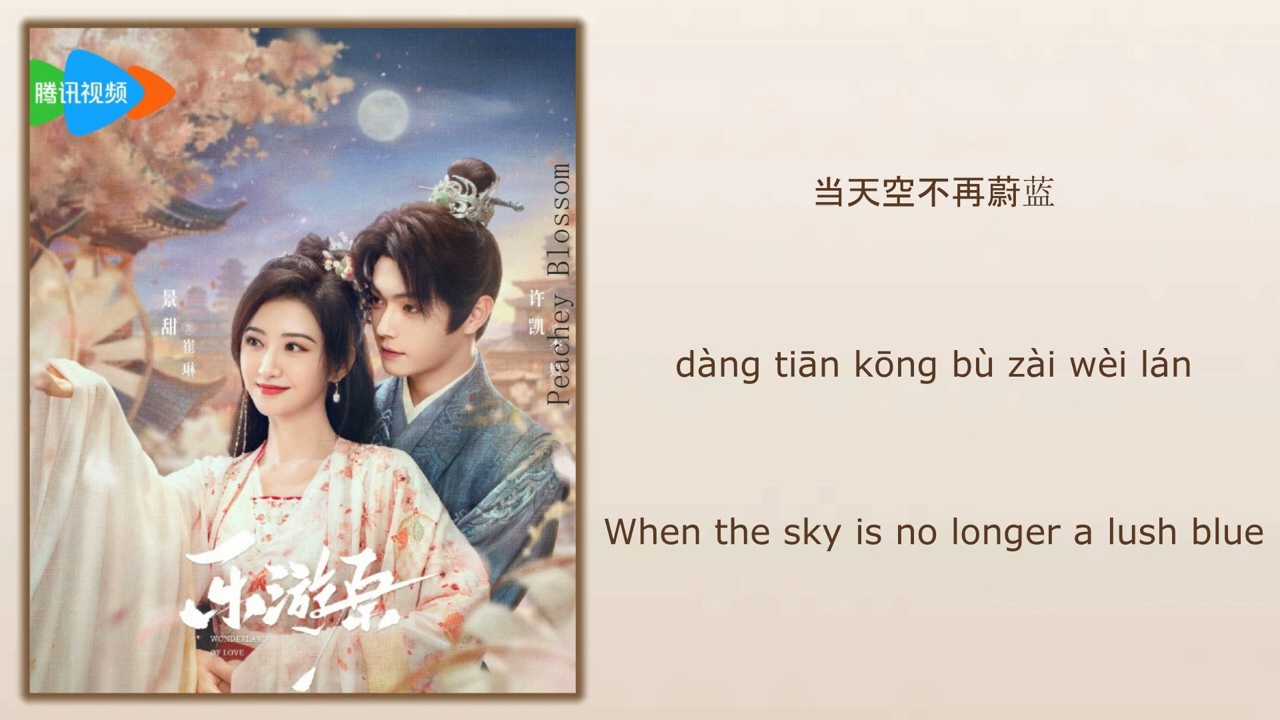 腾讯视频
Peachey Blossom
景甜
崔琳
许凯
乐游原
WONDERLAND
OF LOVE
当天空不再蔚蓝
dàng tiān kōng bù zài wèi lán
When the sky is no longer a lush blue